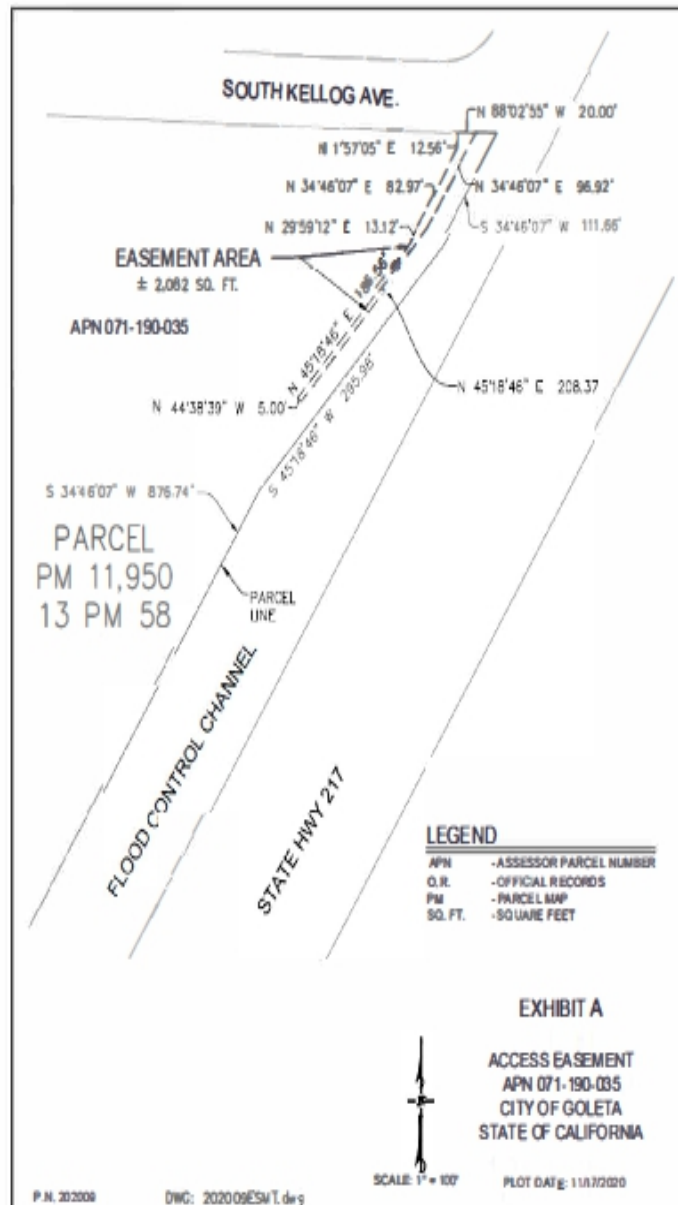 SOUTH KELLOG AVE.
N 88°02'55" W 20.00'
N 1°57'05" E 12.56'
N 34°46'07" E 82.97'
N 34°46'07" E 96.92'
N 29°59'12" E 13.12'
S 34°46'07" W 111.66'
EASEMENT AREA
± 2,082 SQ. FT.
APN 071-190-035
N 45°18'46" E
N 44°38'39" W 5.00'
N 45°18'46" E 208.37
S 45°18'46" W 295.98'
S 34°46'07" W 876.74'
PARCEL
PM 11,950
13 PM 58
PARCEL
LINE
FLOOD CONTROL CHANNEL
STATE HWY 217
LEGEND
APN - ASSESSOR PARCEL NUMBER
O.R. - OFFICIAL RECORDS
PM - PARCEL MAP
SQ. FT. - SQUARE FEET
EXHIBIT A
ACCESS EASEMENT
APN 071-190-035
CITY OF GOLETA
STATE OF CALIFORNIA
SCALE: 1" = 100'
PLOT DATE: 11/17/2020
P.N. 202009
DWG: 202009ESMT.dwg